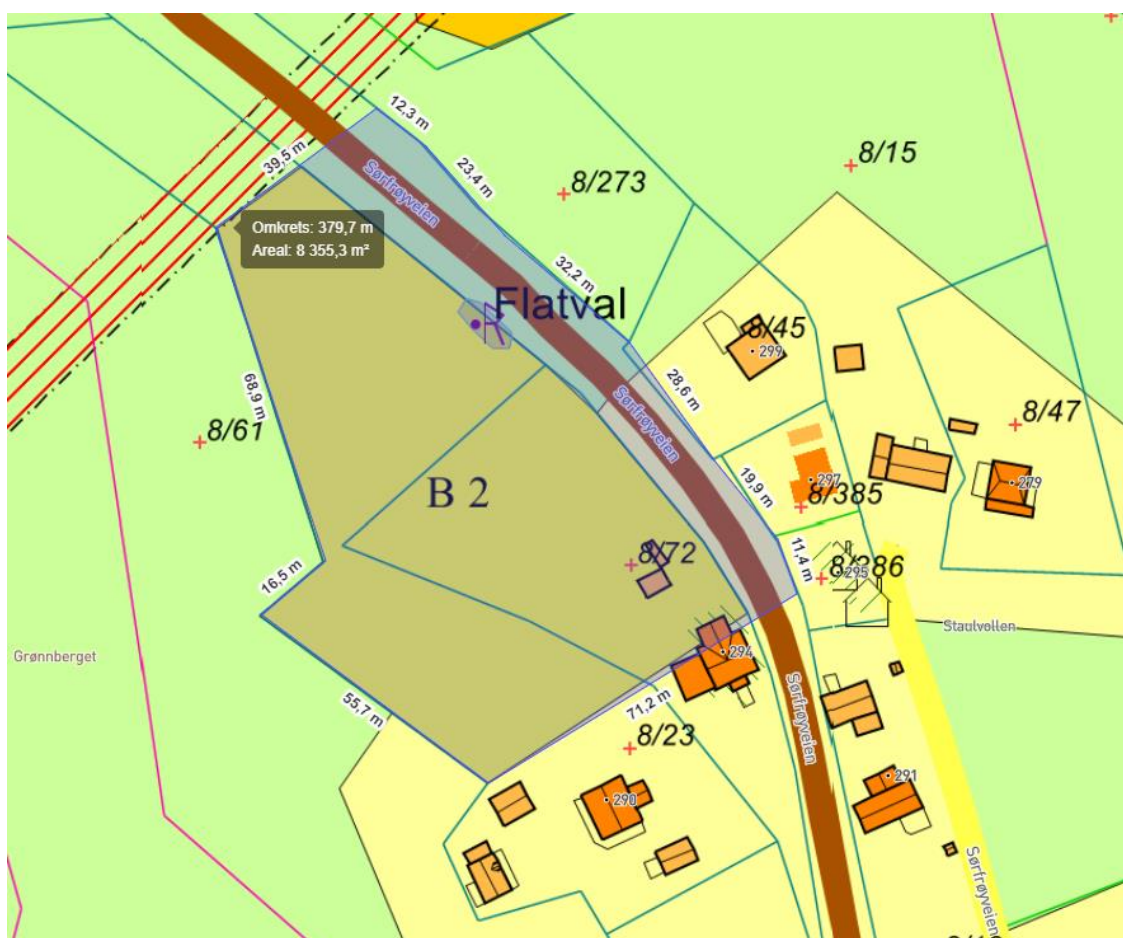 12,3 m
39,5 m
23,4 m
Sørfrøyveien
8/273
8/15
Omkrets: 379,7 m
Areal: 8 355,3 m²
32,2 m
Flatval
8/45
299
28,6 m
Sørfrøyveien
68,9 m
8/61
8/47
B 2
19,9 m
297
279
8/385
8/72
11,4 m
8/386
295
16,5 m
Staulvollen
Grønnberget
294
55,7 m
71,2 m
Sørfrøyveien
8/23
290
291
Sørfrøyveien